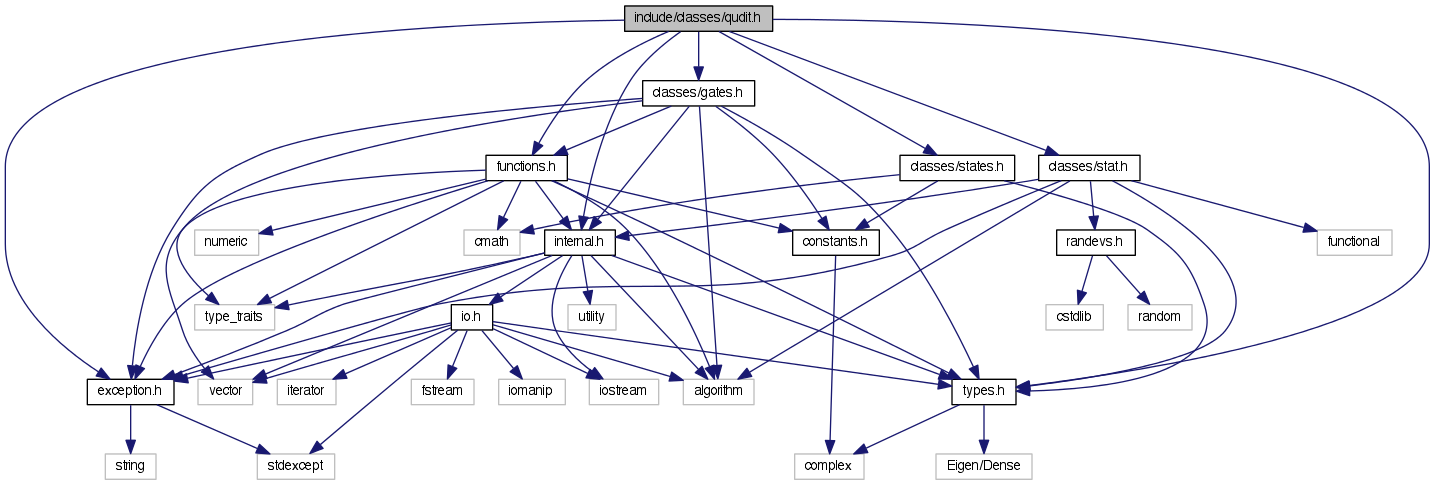 include/classes/qudit.h
classes/gates.h
functions.h
classes/states.h
classes/stat.h
numeric
cmath
internal.h
constants.h
randevs.h
functional
type_traits
io.h
utility
cstdlib
random
exception.h
vector
iterator
fstream
iomanip
iostream
algorithm
types.h
string
stdexcept
complex
Eigen/Dense